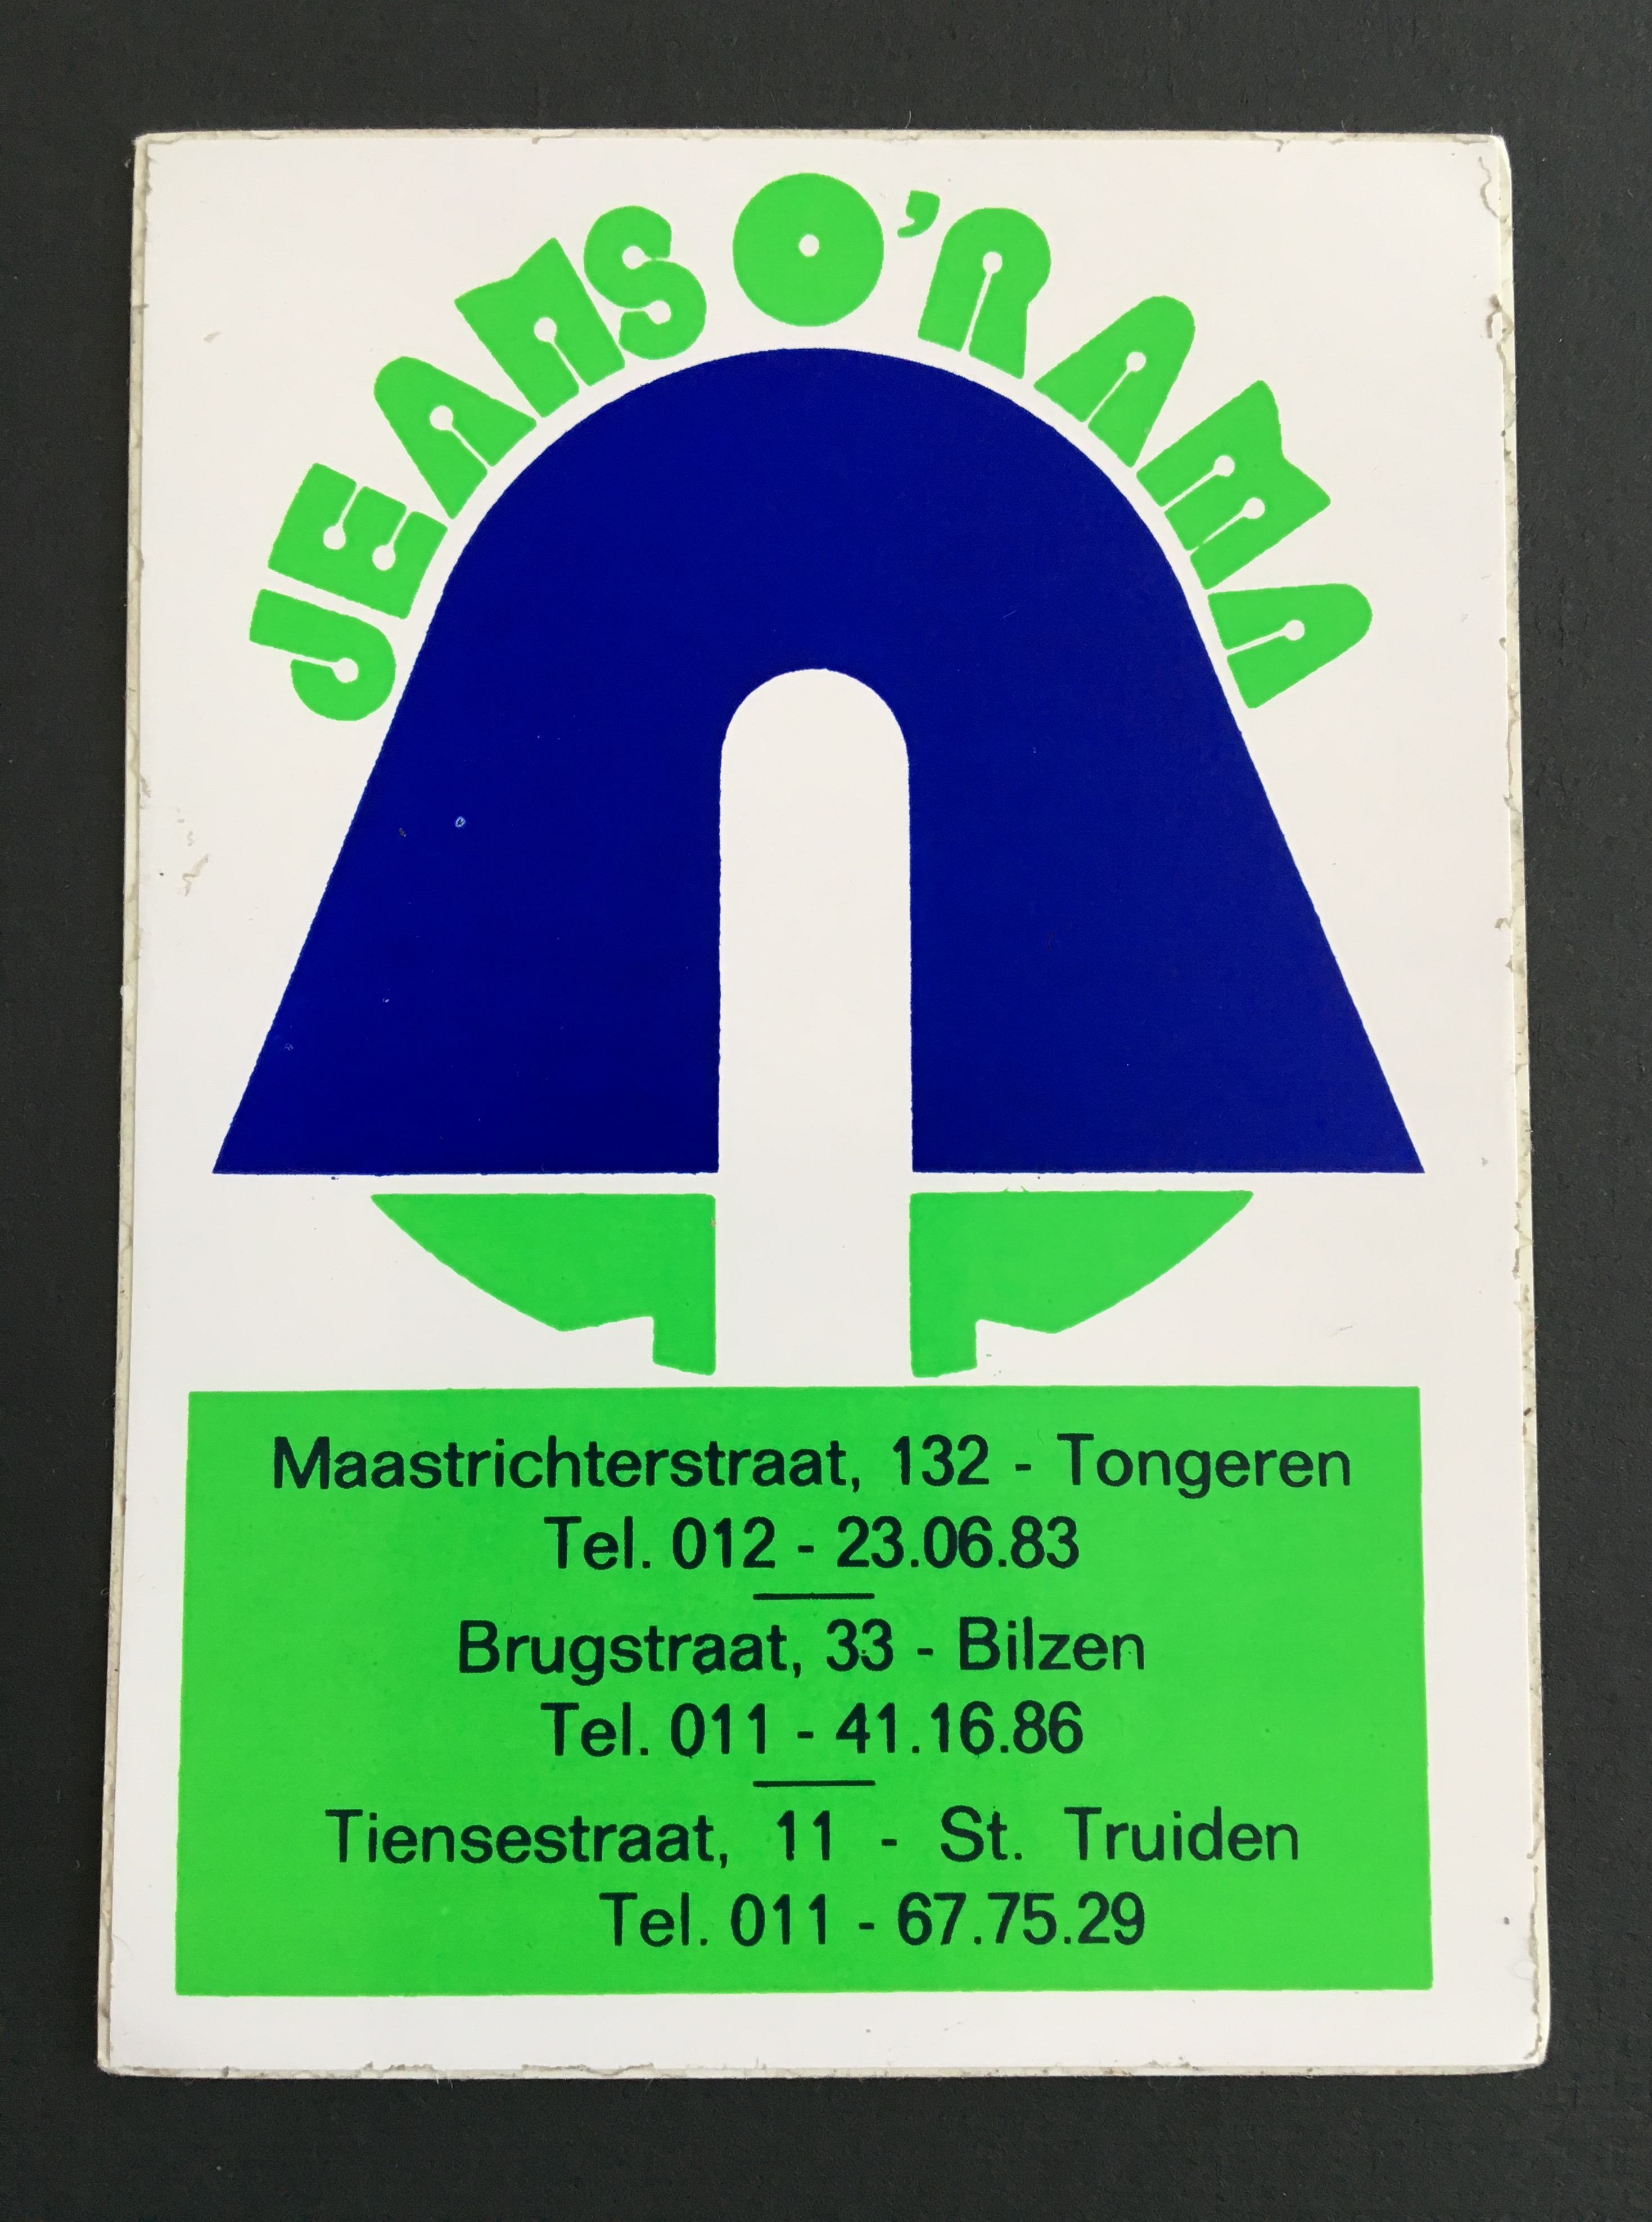 JEANS O'RAMA
Maastrichterstraat, 132 - Tongeren
Tel. 012 - 23.06.83
Brugstraat, 33 - Bilzen
Tel. 011 - 41.16.86
Tiensestraat, 11 - St. Truiden
Tel. 011 - 67.75.29